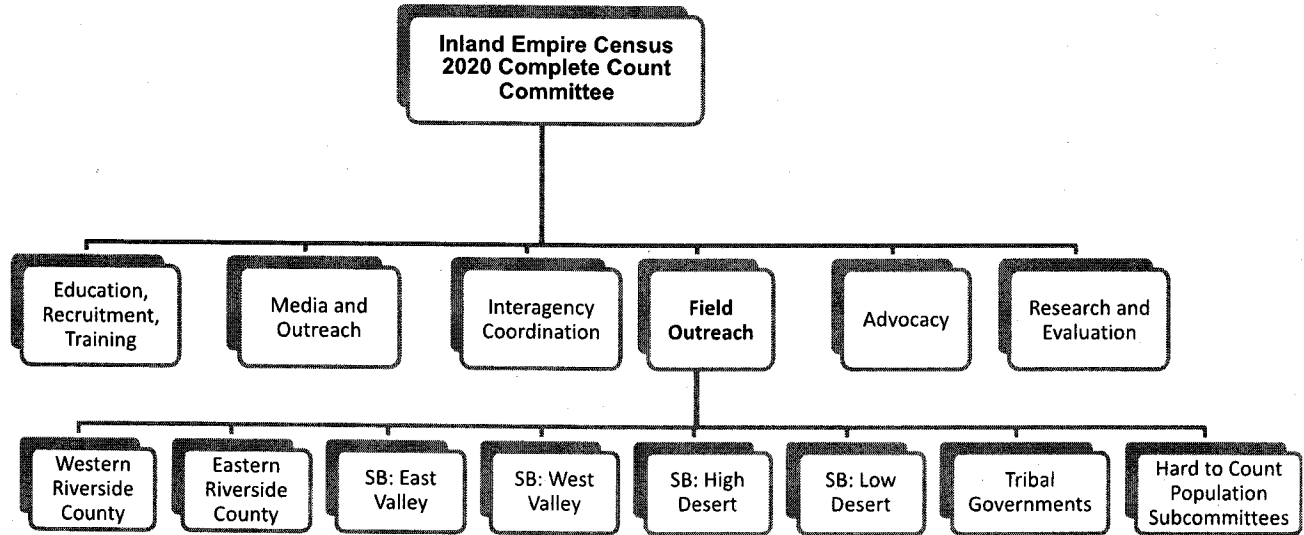 Inland Empire Census
2020 Complete Count
Committee
Education,
Recruitment,
Training
Media and
Outreach
Interagency
Coordination
Field
Outreach
Advocacy
Research and
Evaluation
Western
Riverside
County
Eastern
Riverside
County
SB: East
Valley
SB: West
Valley
SB: High
Desert
SB: Low
Desert
Tribal
Governments
Hard to Count
Population
Subcommittees